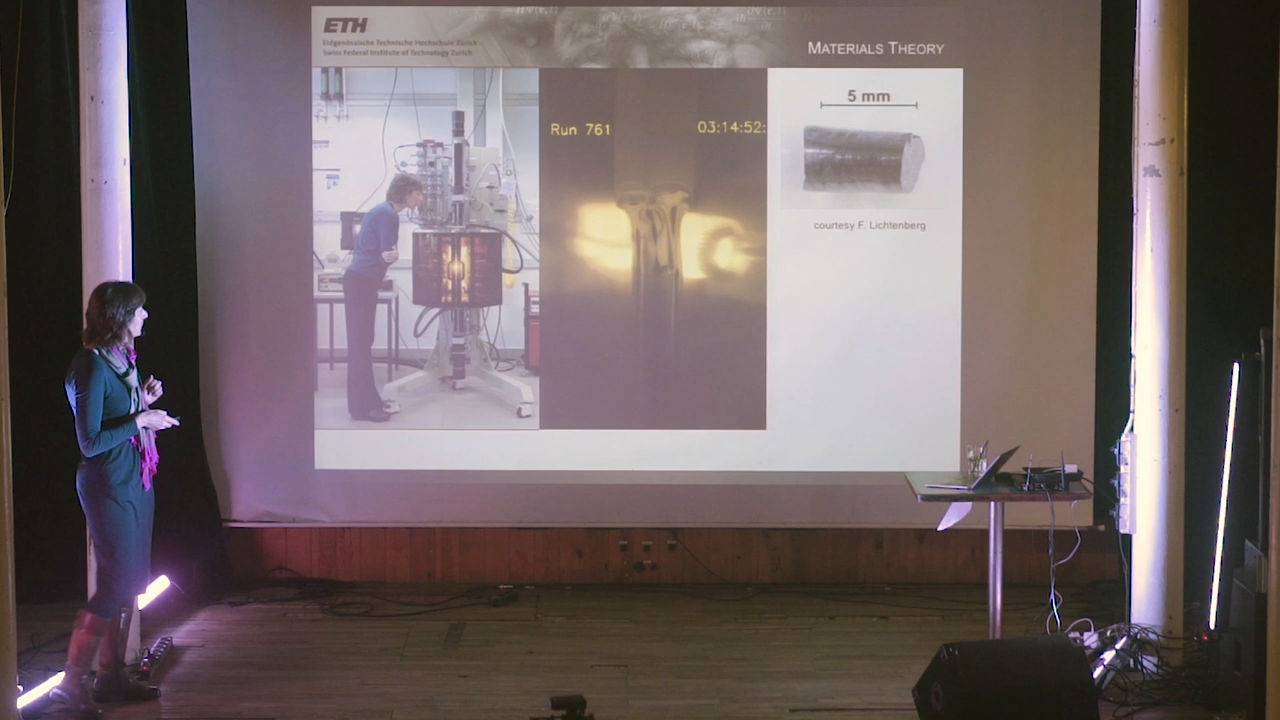 ETH
Eidgenössische Technische Hochschule Zürich
Swiss Federal Institute of Technology Zurich
MATERIALS THEORY
Run 761
03:14:52:
5 mm
courtesy F. Lichtenberg